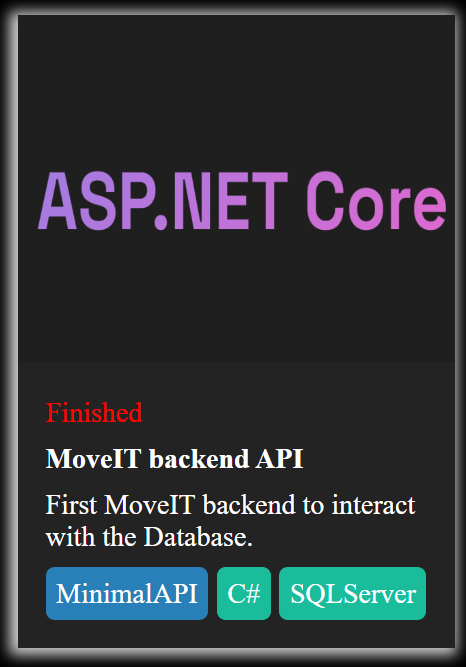 ASP.NET Core
Finished
MoveIT backend API
First MoveIT backend to interact
with the Database.
MinimalAPI C# SQLServer